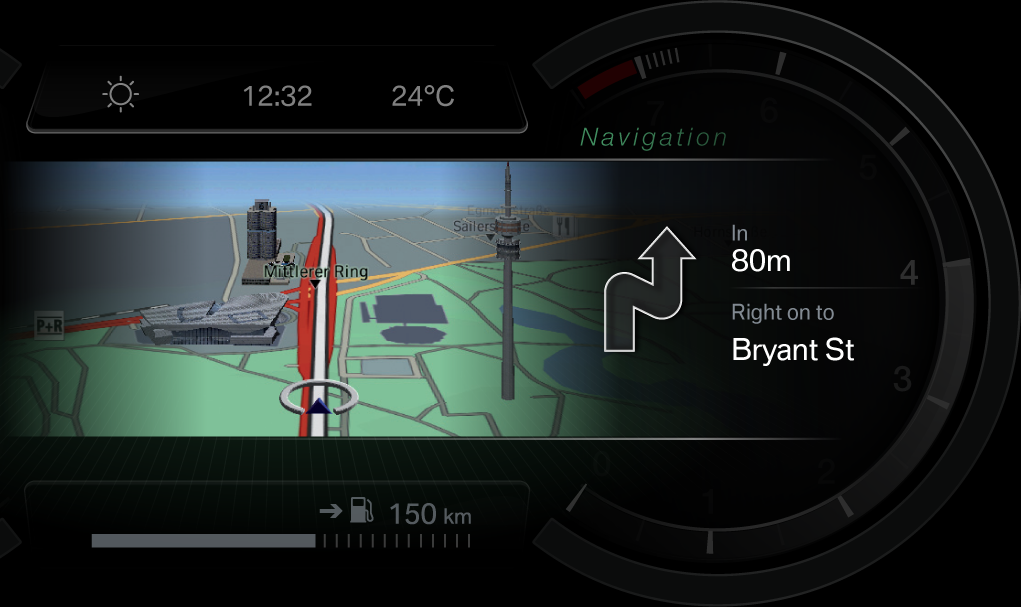 12:32
24°C
Navigation
7
6
5
4
3
2
1
0
Mittlerer Ring
P+R
In
80m
Right on to
Bryant St
150 km